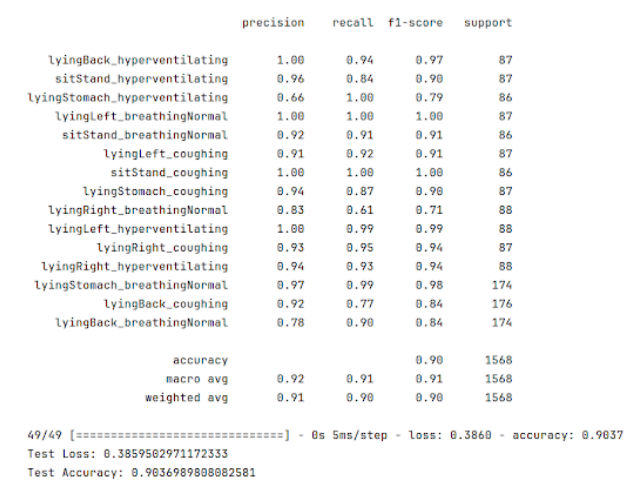 precision recall f1-score support
lyingBack_hyperventilating 1.00 0.94 0.97 87
sitStand_hyperventilating 0.96 0.84 0.90 87
lyingStomach_hyperventilating 0.66 1.00 0.79 86
lyingLeft_breathingNormal 1.00 1.00 1.00 87
sitStand_breathingNormal 0.92 0.91 0.91 86
lyingLeft_coughing 0.91 0.92 0.91 87
sitStand_coughing 1.00 1.00 1.00 86
lyingStomach_coughing 0.94 0.87 0.90 87
lyingRight_breathingNormal 0.83 0.61 0.71 88
lyingLeft_hyperventilating 1.00 0.99 0.99 88
lyingRight_coughing 0.93 0.95 0.94 87
lyingRight_hyperventilating 0.94 0.93 0.94 88
lyingStomach_breathingNormal 0.97 0.99 0.98 174
lyingBack_coughing 0.92 0.77 0.84 176
lyingBack_breathingNormal 0.78 0.90 0.84 174
accuracy 0.90 1568
macro avg 0.92 0.91 0.91 1568
weighted avg 0.91 0.90 0.90 1568
49/49 [==============================] - 0s 5ms/step - loss: 0.3860 - accuracy: 0.9037
Test Loss: 0.3859502971172333
Test Accuracy: 0.9036989808082581